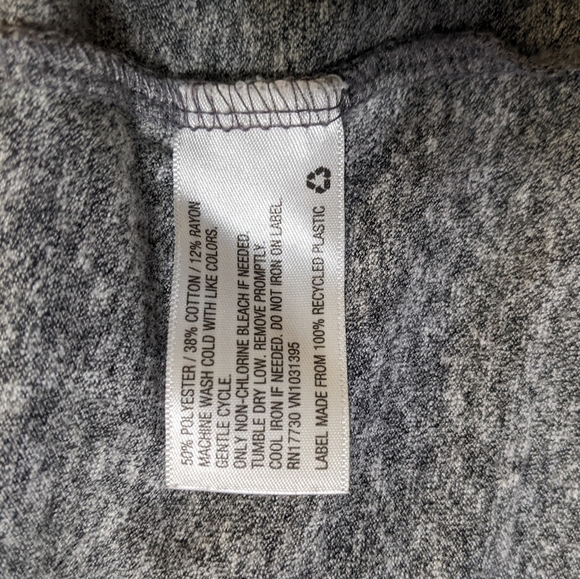 50% POLYESTER / 38% COTTON / 12% RAYON
MACHINE WASH COLD WITH LIKE COLORS.
GENTLE CYCLE.
ONLY NON-CHLORINE BLEACH IF NEEDED.
TUMBLE DRY LOW. REMOVE PROMPTLY.
COOL IRON IF NEEDED. DO NOT IRON ON LABEL.
RN17730 VN1031395
LABEL MADE FROM 100% RECYCLED PLASTIC